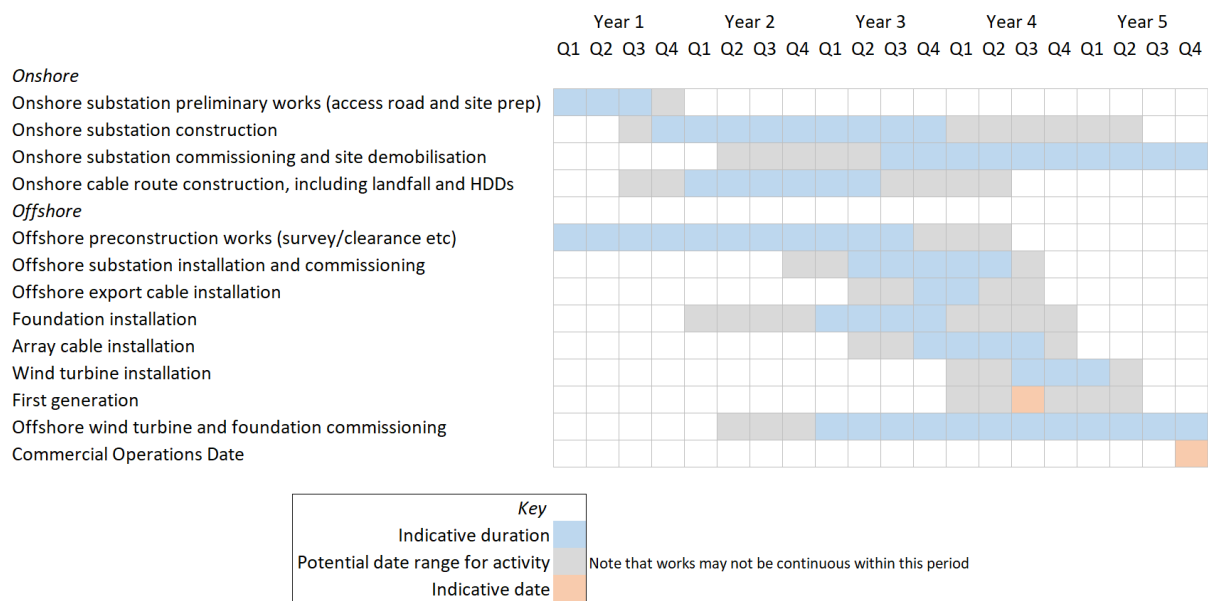 Year 1 Year 2 Year 3 Year 4 Year 5
Q1 Q2 Q3 Q4 Q1 Q2 Q3 Q4 Q1 Q2 Q3 Q4 Q1 Q2 Q3 Q4 Q1 Q2 Q3 Q4
Onshore
Onshore substation preliminary works (access road and site prep)
Onshore substation construction
Onshore substation commissioning and site demobilisation
Onshore cable route construction, including landfall and HDDs
Offshore
Offshore preconstruction works (survey/clearance etc)
Offshore substation installation and commissioning
Offshore export cable installation
Foundation installation
Array cable installation
Wind turbine installation
First generation
Offshore wind turbine and foundation commissioning
Commercial Operations Date
Key
Indicative duration
Potential date range for activity Note that works may not be continuous within this period
Indicative date